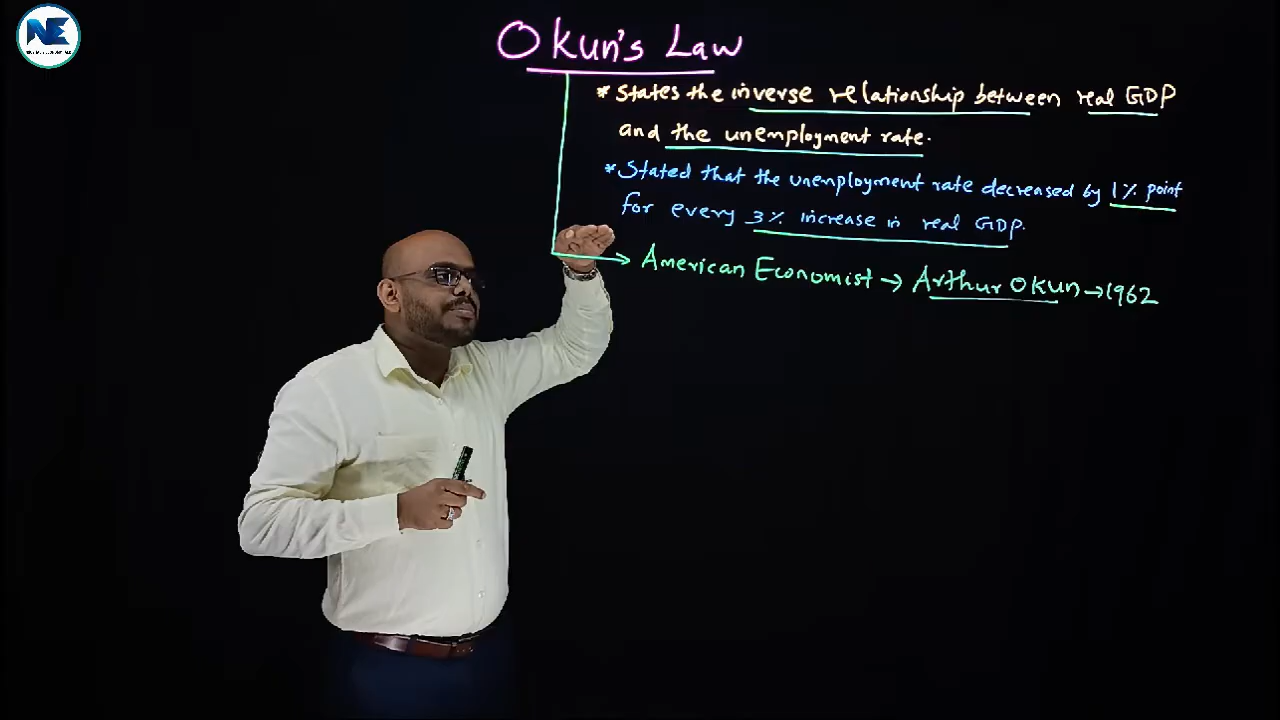 NE
Okun's Law
* States the inverse relationship between real GDP
and the unemployment rate.
* Stated that the unemployment rate decreased by 1% point
for every 3% increase in real GDP.
American Economist → Arthur Okun → 1962